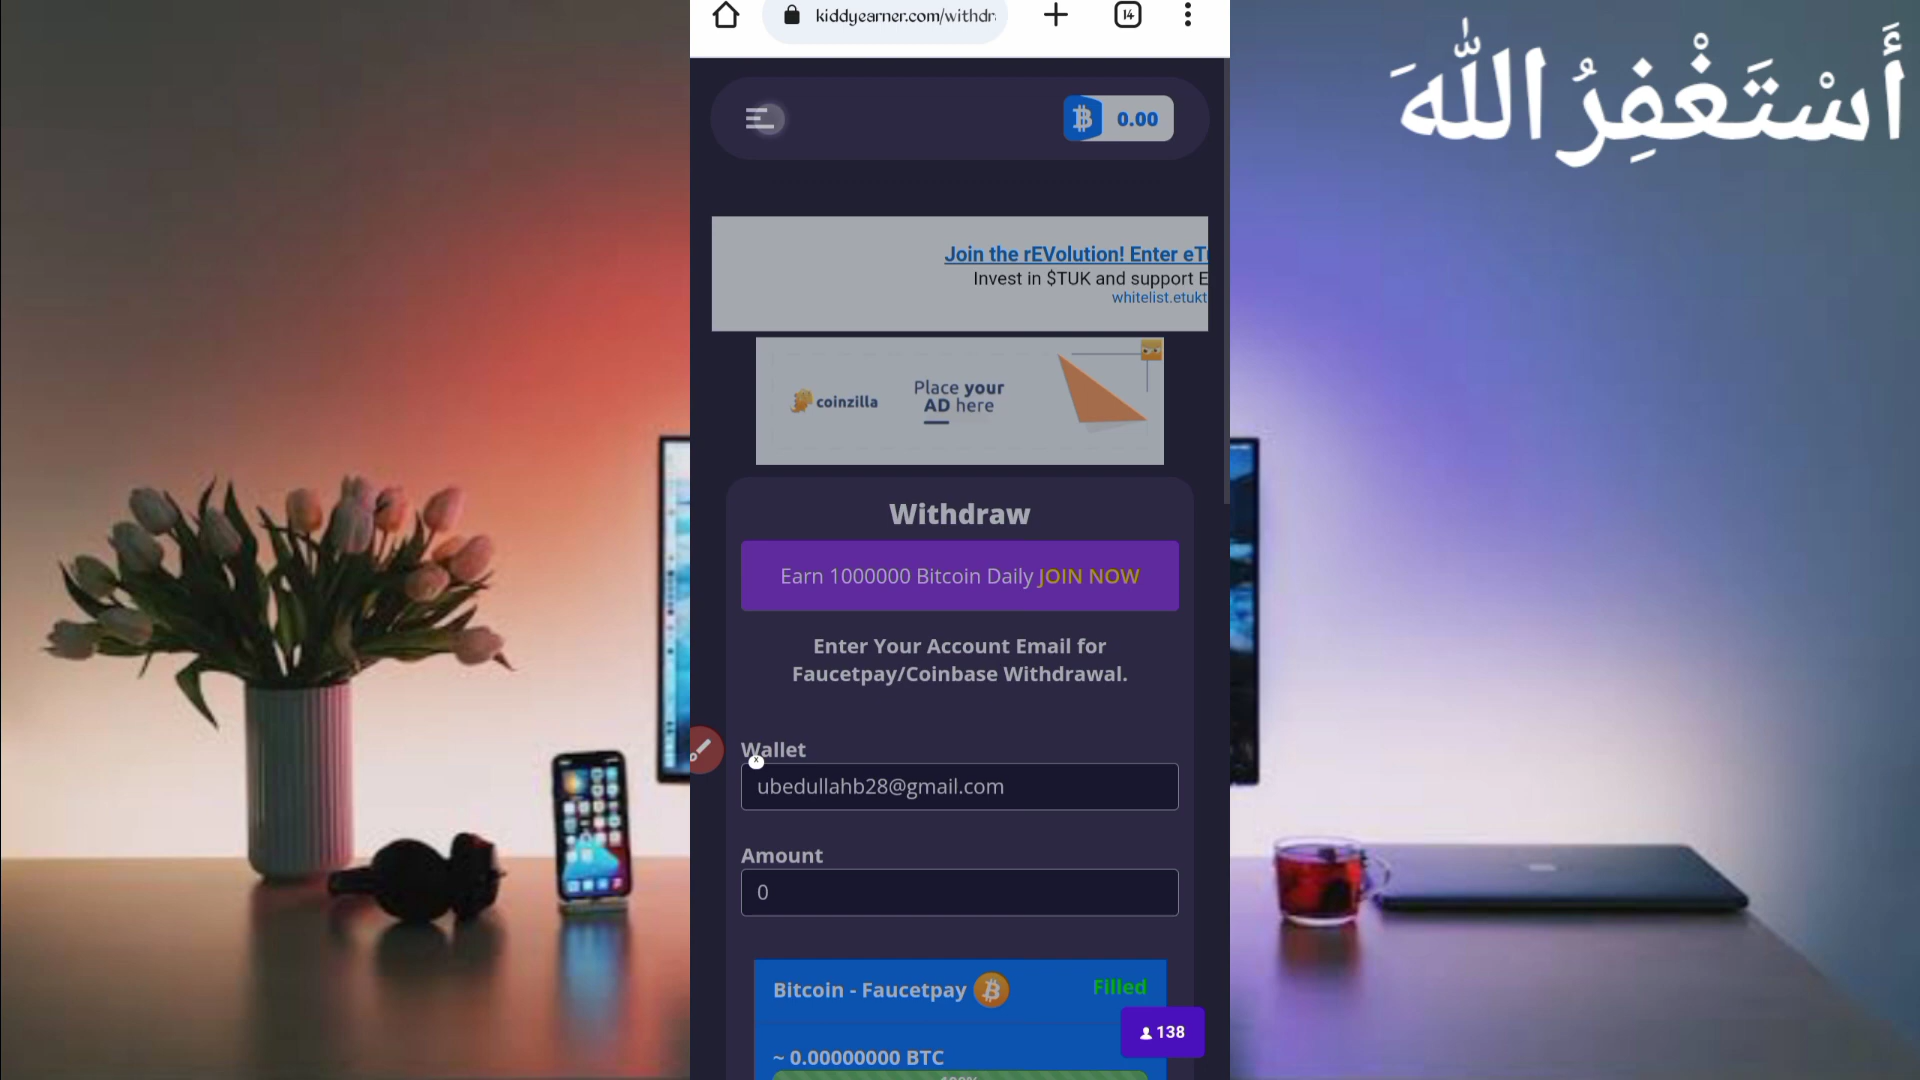 kiddyearner.com/withdr
14
أَسْتَغْفِرُ اللّٰهَ
0.00
Join the rEVolution! Enter eT
Invest in $TUK and support E
whitelist.etukt
coinzilla
Place your
AD here
Withdraw
Earn 1000000 Bitcoin Daily JOIN NOW
Enter Your Account Email for
Faucetpay/Coinbase Withdrawal.
Wallet
x
ubedullahb28@gmail.com
Amount
0
Bitcoin - Faucetpay
Filled
138
~ 0.00000000 BTC